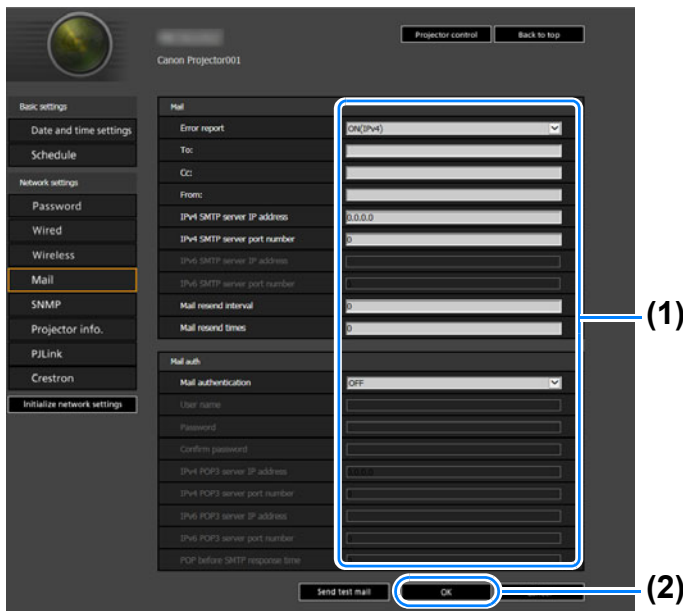 Projector control Back to top
Canon Projector001
Basic settings
Date and time settings
Schedule
Network settings
Password
Wired
Wireless
Mail
SNMP
Projector info.
PJLink
Crestron
Initialize network settings
Mail
Error report ON(IPv4)
To:
Cc:
From:
IPv4 SMTP server IP address 0.0.0.0
IPv4 SMTP server port number 0
IPv6 SMTP server IP address
IPv6 SMTP server port number
Mail resend interval 0
Mail resend times 0
(1)
Mail auth
Mail authentication OFF
User name
Password
Confirm password
IPv4 POP3 server IP address 0.0.0.0
IPv4 POP3 server port number
IPv6 POP3 server IP address
IPv6 POP3 server port number
POP before SMTP response time
Send test mail OK
(2)